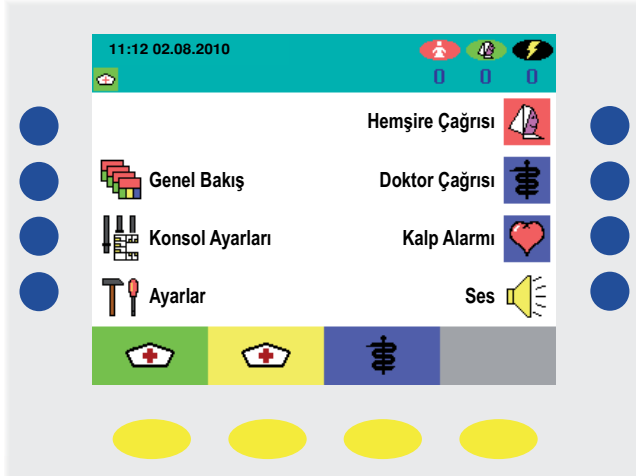 11:12 02.08.2010
0 0 0
Hemşire Çağrısı
Genel Bakış Doktor Çağrısı
Konsol Ayarları Kalp Alarmı
Ayarlar Ses